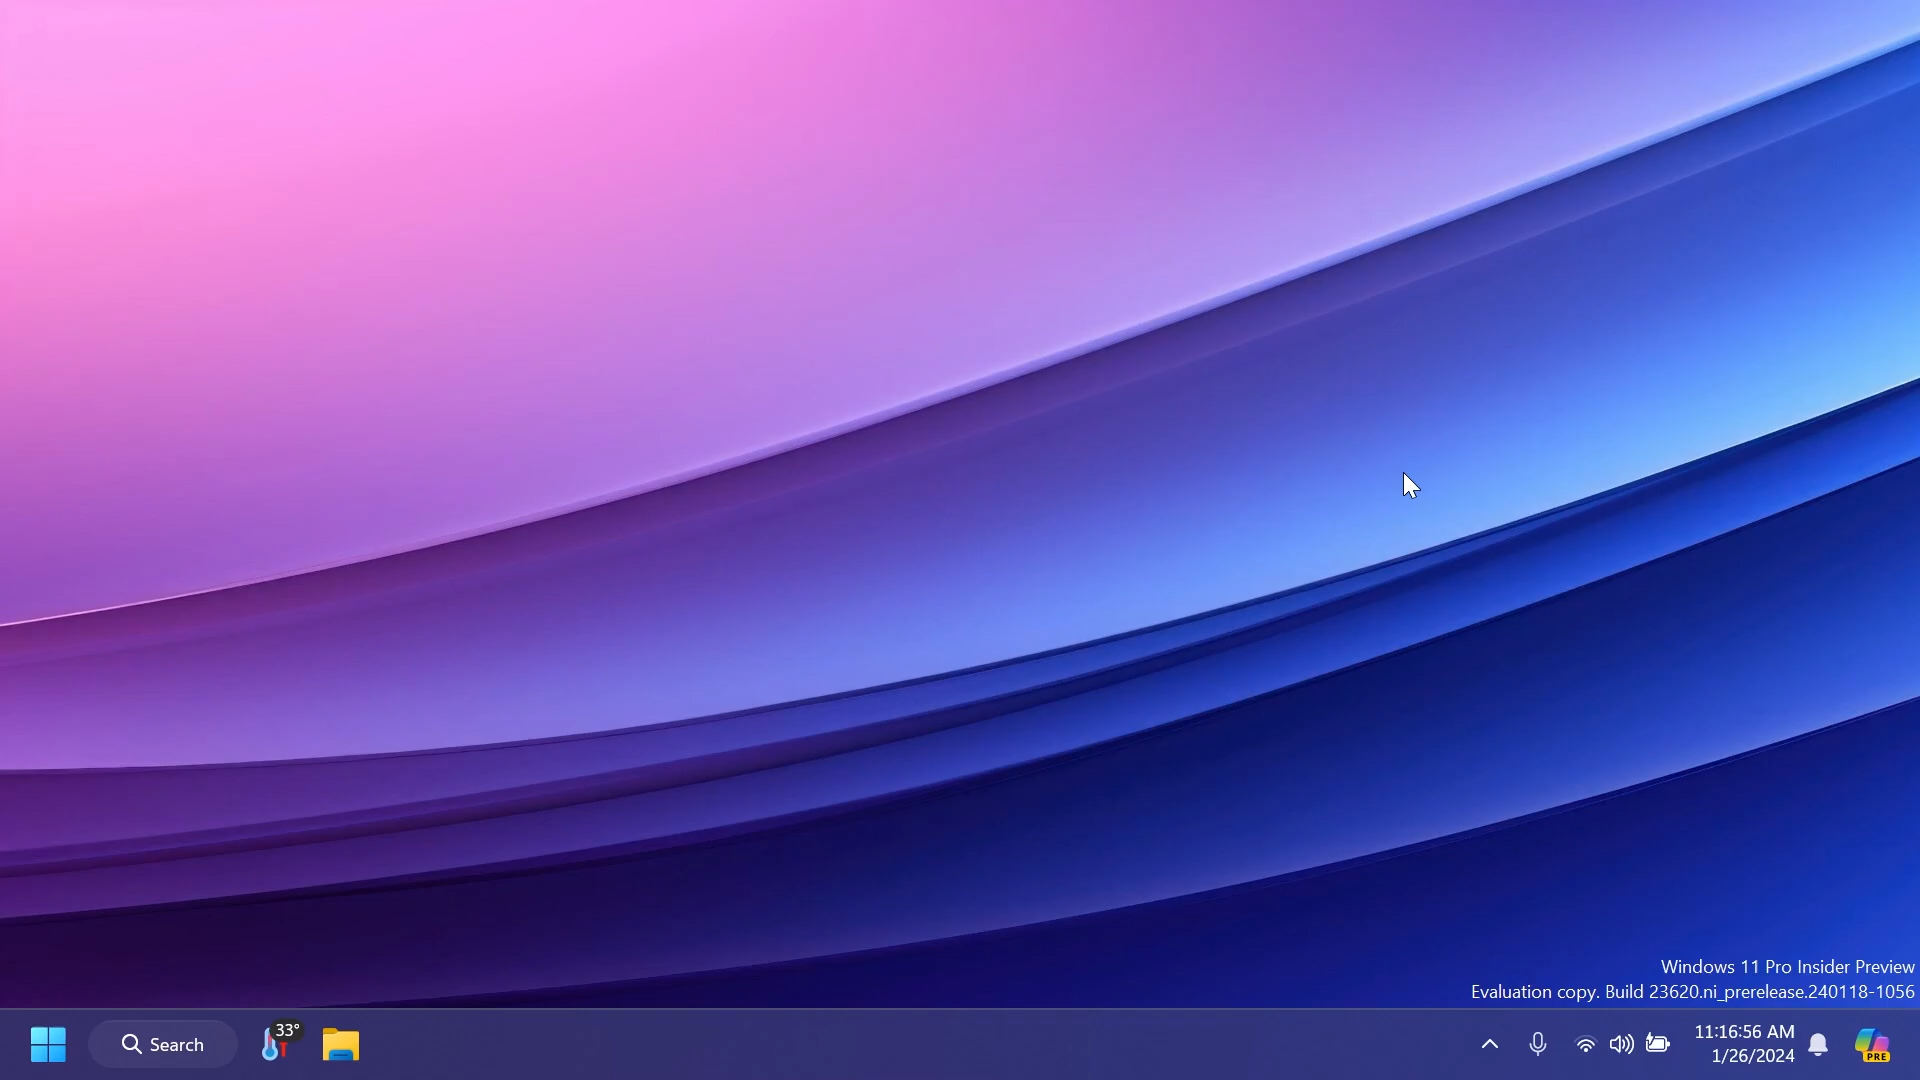 Windows 11 Pro Insider Preview
Evaluation copy. Build 23620.ni_prerelease.240118-1056
Search
33°
11:16:56 AM
1/26/2024
PRE